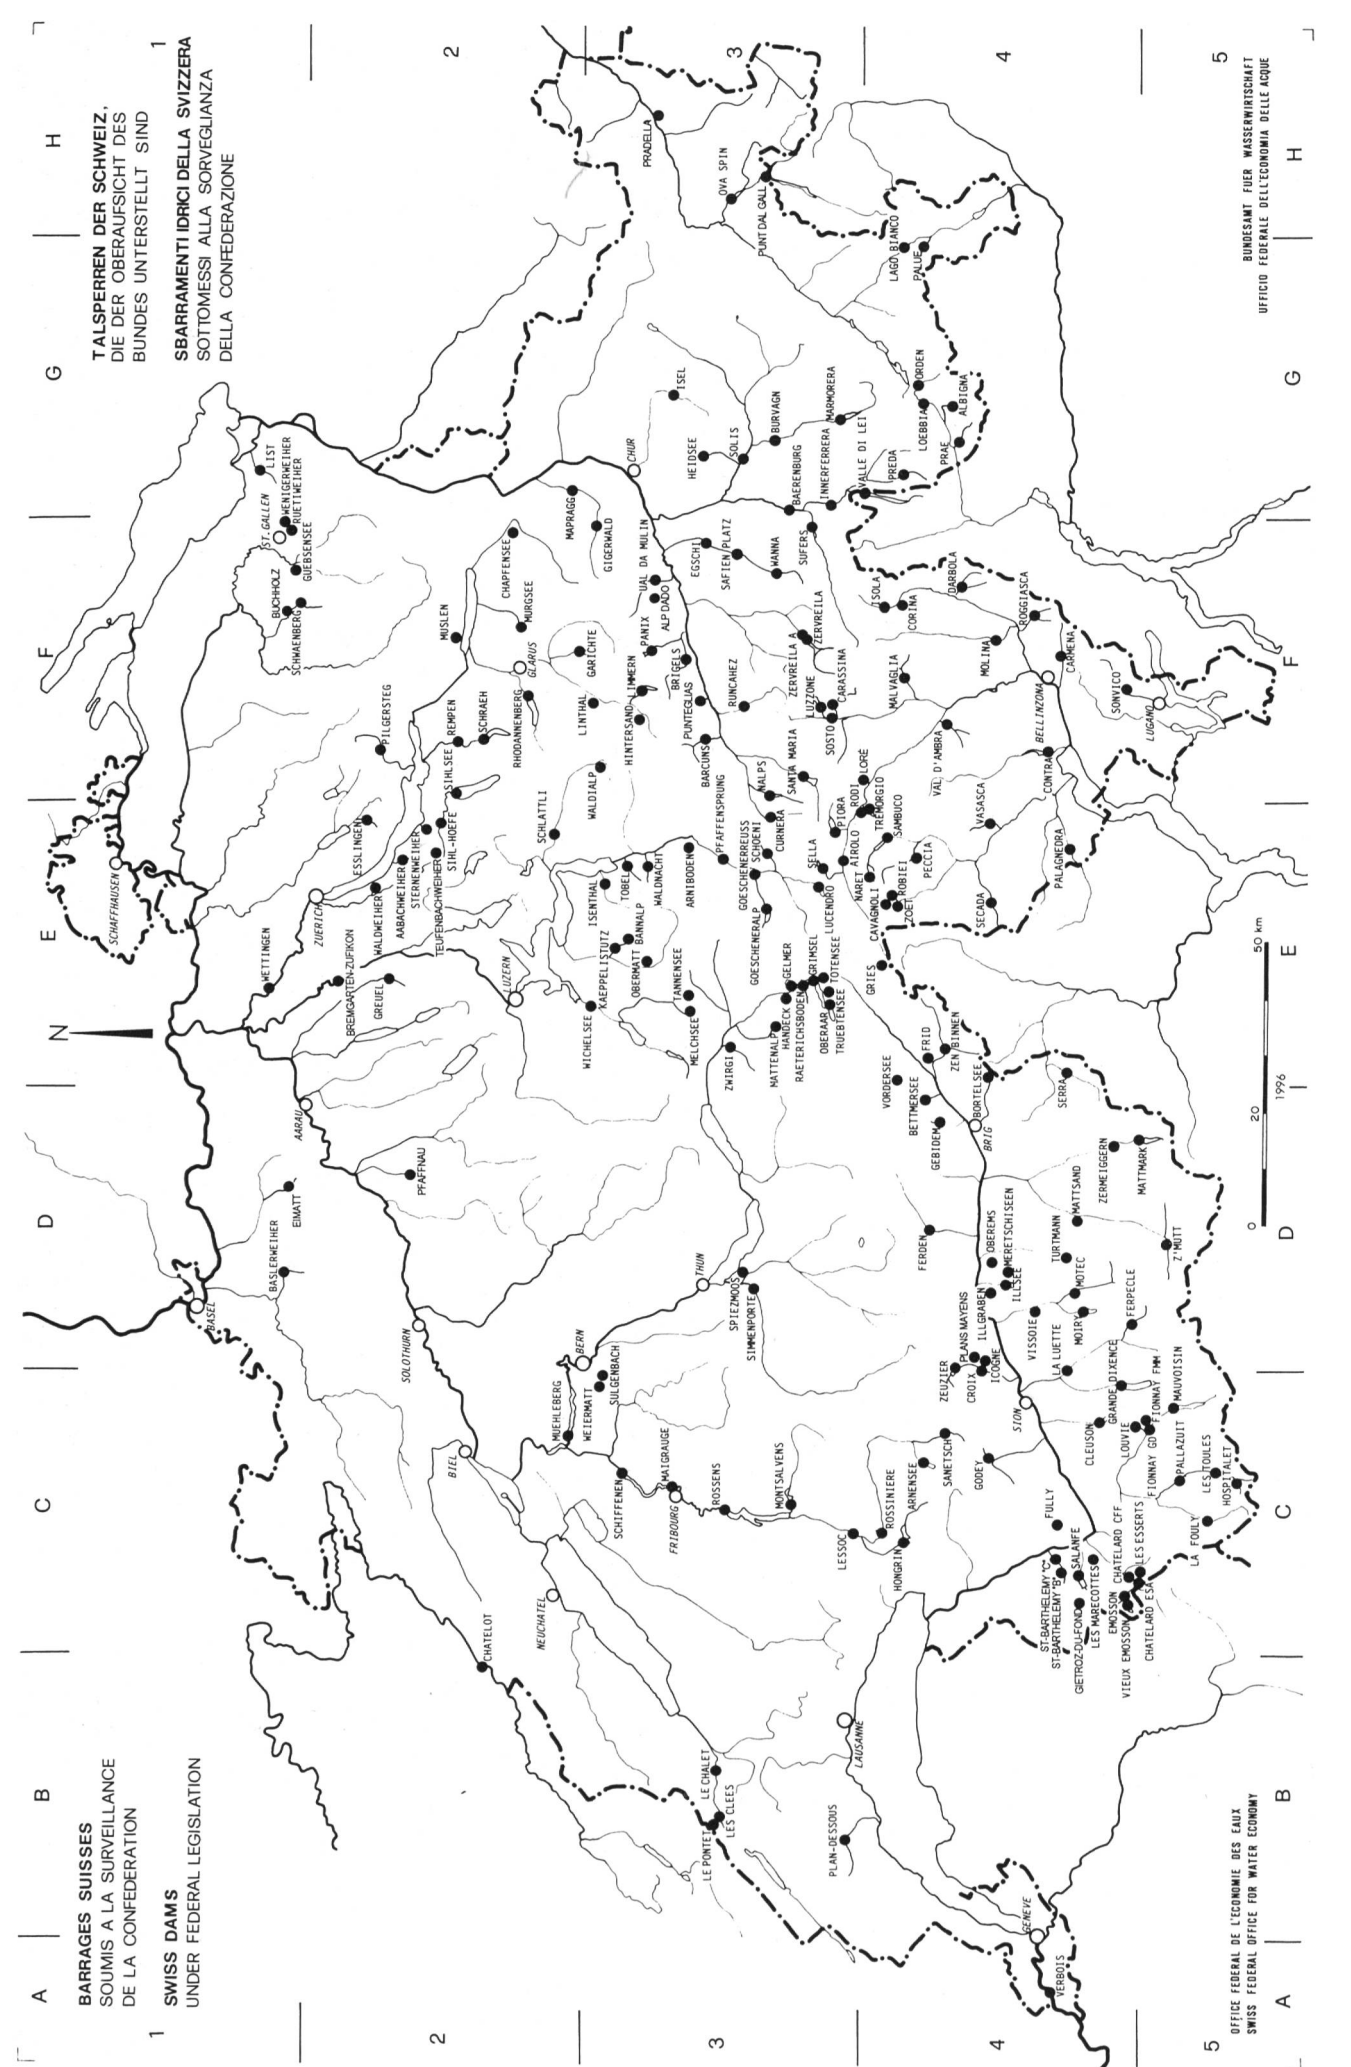 BARRAGES SUISSES
SOUMIS A LA SURVEILLANCE
DE LA CONFEDERATION
SWISS DAMS
UNDER FEDERAL LEGISLATION
TALSPERREN DER SCHWEIZ,
DIE DER OBERAUFSICHT DES
BUNDES UNTERSTELLT SIND
SBARRAMENTI IDRICI DELLA SVIZZERA
SOTTOMESSI ALLA SORVEGLIANZA
DELLA CONFEDERAZIONE
A
B
C
D
N
E
F
G
H
1
1
2
2
3
3
4
4
5
5
SCHAFFHAUSEN
BASEL
BASLERWEIHER
EIMATT
AARAU
WETTINGEN
ZUERICH
ESSLINGEN
PILGERSTEG
BUCHHOLZ
SCHWAENBERG
GUEBSENSEE
ST.GALLEN
WENIGERWEIHER
RUETIWEIHER
LIST
BREMGARTEN-ZUFIKON
GREUEL
WALDWEIHER
AABACHWEIHER
STERNENWEIHER
TEUFENBACHWEIHER
SIHL-HOEFE
SIHLSEE
REMPEN
SCHRAEH
MUSLEN
PFAFFNAU
SOLOTHURN
BIEL
CHATELOT
NEUCHATEL
LUZERN
SCHLATTLI
RHODANNENBERG
GLARUS
MURGSEE
CHAPFENSEE
MAPRAGG
GIGERWALD
GARICHTE
LINTHAL
WALDIALP
HINTERSAND
LIMMERN
WICHELSEE
KAEPPELISTUTZ
ISENTHAL
TOBEL
OBERMATT
BANNALP
WALDNACHT
ARNIBODEN
TANNENSEE
MELCHSEE
MUEHLEBERG
WEIERMATT
BERN
SULGENBACH
SCHIFFENEN
MAIGRAUGE
FRIBOURG
ROSSENS
MONTSALVENS
THUN
SPIEZMOOS
SIMMENPORTE
ZWIRGI
MATTENALP
HANDECK
GELMER
RAETERICHSBODEN
GRIMSEL
OBERAAR
TRUEBTENSEE
TOTENSEE
PFAFFENSPRUNG
GOESCHENERREUSS
SCHOENI
GOESCHENERALP
CURNERA
NALPS
SANTA MARIA
SELLA
LUCENDRO
PANIX
BRIGELS
PUNTEGLIAS
BARCUNS
RUNCAHEZ
ALP DADO
UAL DA MULIN
CHUR
ISEL
HEIDSEE
SOLIS
BURVAGN
MARMORERA
EGSCHI
SAFIEN PLATZ
WANNA
SUFERS
BAERENBURG
INNERFERRERA
VALLE DI LEI
PREDA
PRAE
LOEBBIA
ORDEN
ALBIGNA
PRADELLA
OVA SPIN
PUNT DAL GALL
LAGO BIANCO
PALUE
ZERVREILA A
ZERVREILA
LUZZONE
CARASSINA
SOSTO
MALVAGLIA
ISOLA
CORINA
DARBOLA
ROGGIASCA
MOLINA
CARMENA
BELLINZONA
CONTRA
SONVICO
LUGANO
VAL D'AMBRA
LORE
RODI
TREMORGIO
PIORA
AIROLO
SAMBUCO
NARET
PECCIA
CAVAGNOLI
ROBIEI
ZOET
VASASCA
PALAGNEDRA
SECADA
GRIES
LE CHALET
LES CLEES
LE PONTET
LAUSANNE
PLAN-DESSOUS
GENEVE
VERBOIS
LESSOC
ROSSINIERE
HONGRIN
ARNENSEE
SANETSCH
GODEY
ZEUZIER
CROIX
PLANS MAYENS
ICOGNE
ILLGRABEN
OBEREMS
MERETSCHISEEN
ILLSEE
FERDEN
GEBIDEM
BETTMERSEE
VORDERSEE
BRIG
BORTELSEE
FRID
ZEN BINNEN
SERRA
SION
VISSOIE
LA LUETTE
MOIRY
MOTEC
TURTMANN
MATTSAND
ZERMEIGGERN
MATTMARK
Z'MUTT
FERPECLE
GRANDE DIXENCE
CLEUSON
LOUVIE
FIONNAY GD
FIONNAY FMM
MAUVOISIN
PALLAZUIT
LES TOULES
HOSPITALET
LA FOULY
FULLY
ST-BARTHELEMY "C"
ST-BARTHELEMY "B"
SALANFE
GIETROZ-DU-FOND
LES MARECOTTES
EMOSSON
VIEUX EMOSSON
CHATELARD CFF
LES ESSERTS
CHATELARD ESA
0
20
50 km
1996
OFFICE FEDERAL DE L'ECONOMIE DES EAUX
SWISS FEDERAL OFFICE FOR WATER ECONOMY
BUNDESAMT FUER WASSERWIRTSCHAFT
UFFICIO FEDERALE DELL'ECONOMIA DELLE ACQUE
A
B
C
D
E
F
G
H